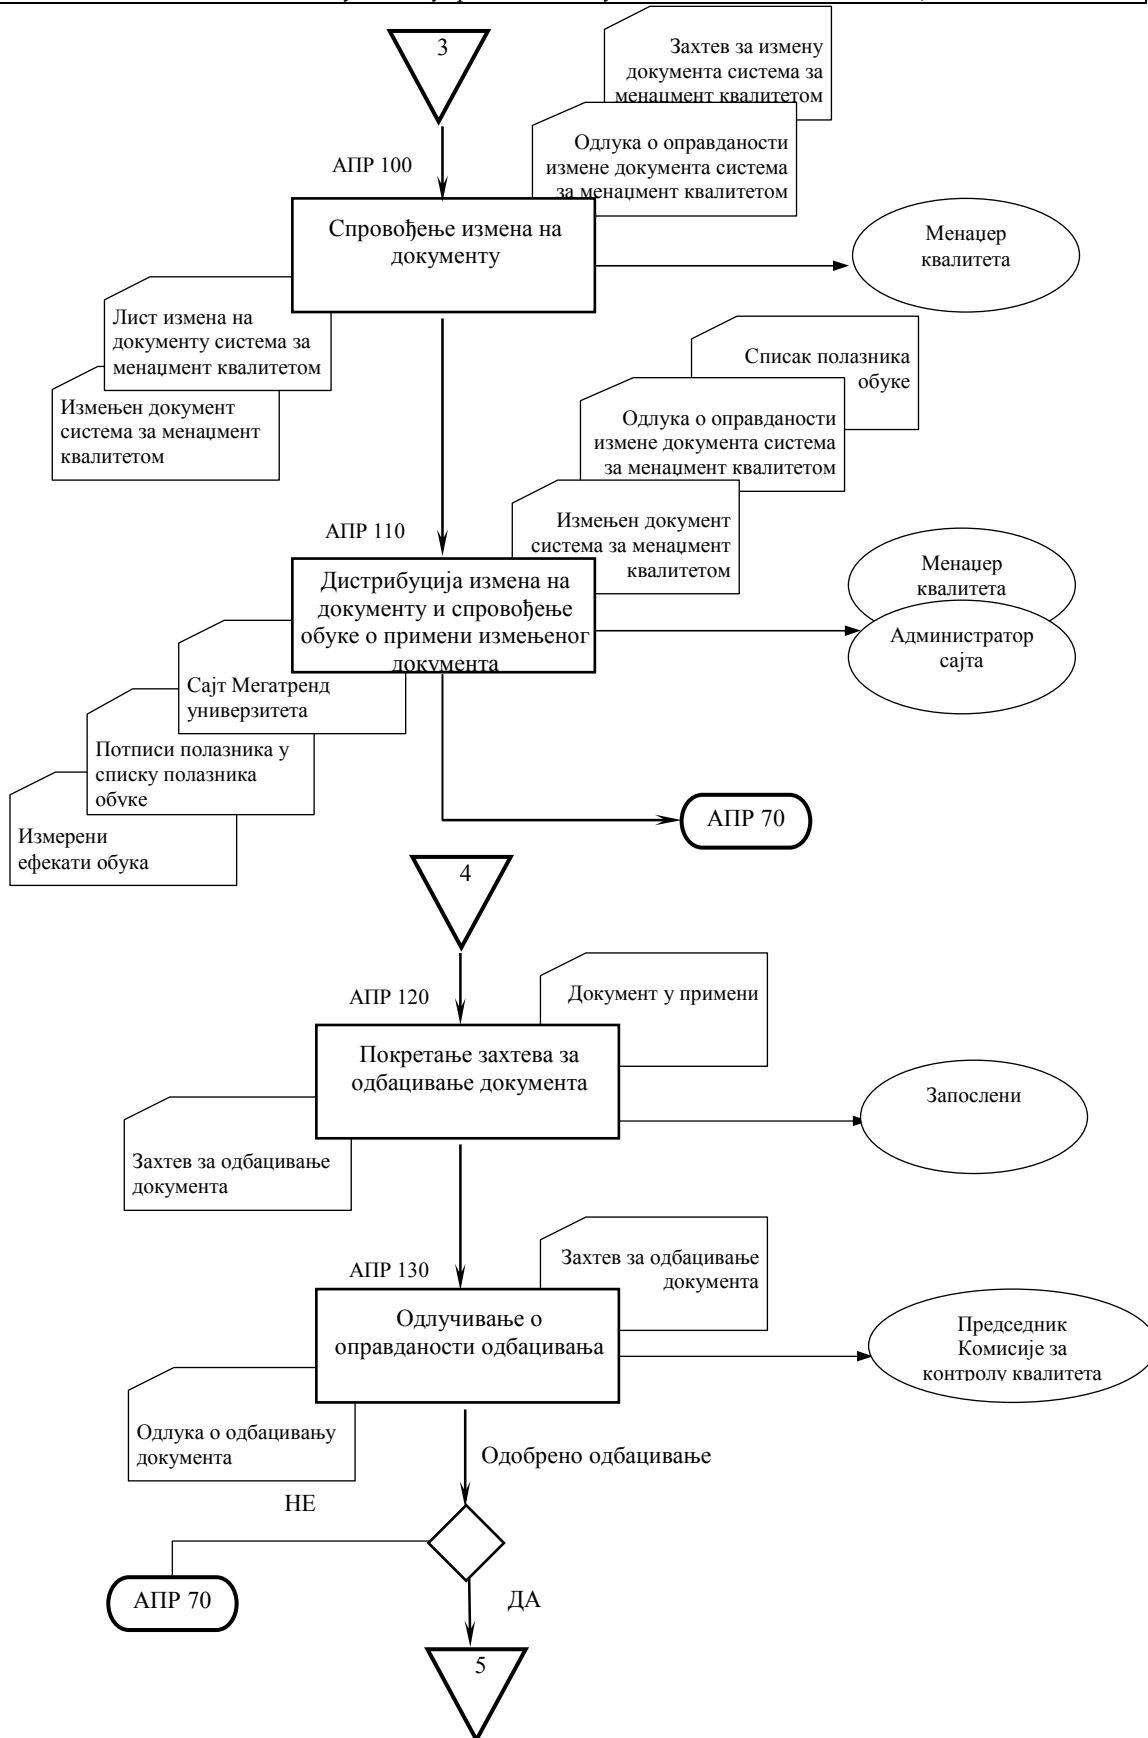 3
Захтев за измену
документа система за
менаџмент квалитетом
Одлука о оправданости
измене документа система
за менаџмент квалитетом
АПР 100
Спровођење измена на
документу
Менаџер
квалитета
Лист измена на
документу система за
менаџмент квалитетом
Измењен документ
система за менаџмент
квалитетом
Списак полазника
обуке
Одлука о оправданости
измене документа система
за менаџмент квалитетом
Измењен документ
система за менаџмент
квалитетом
АПР 110
Дистрибуција измена на
документу и спровођење
обуке о примени измењеног
документа
Менаџер
квалитета
Администратор
сајта
Сајт Мегатренд
универзитета
Потписи полазника у
списку полазника
обуке
Измерени
ефекати обука
АПР 70
4
АПР 120
Документ у примени
Покретање захтева за
одбацивање документа
Запослени
Захтев за одбацивање
документа
АПР 130
Захтев за одбацивање
документа
Одлучивање о
оправданости одбацивања
Председник
Комисије за
контролу квалитета
Одлука о одбацивању
документа
Одобрено одбацивање
НЕ
АПР 70
ДА
5